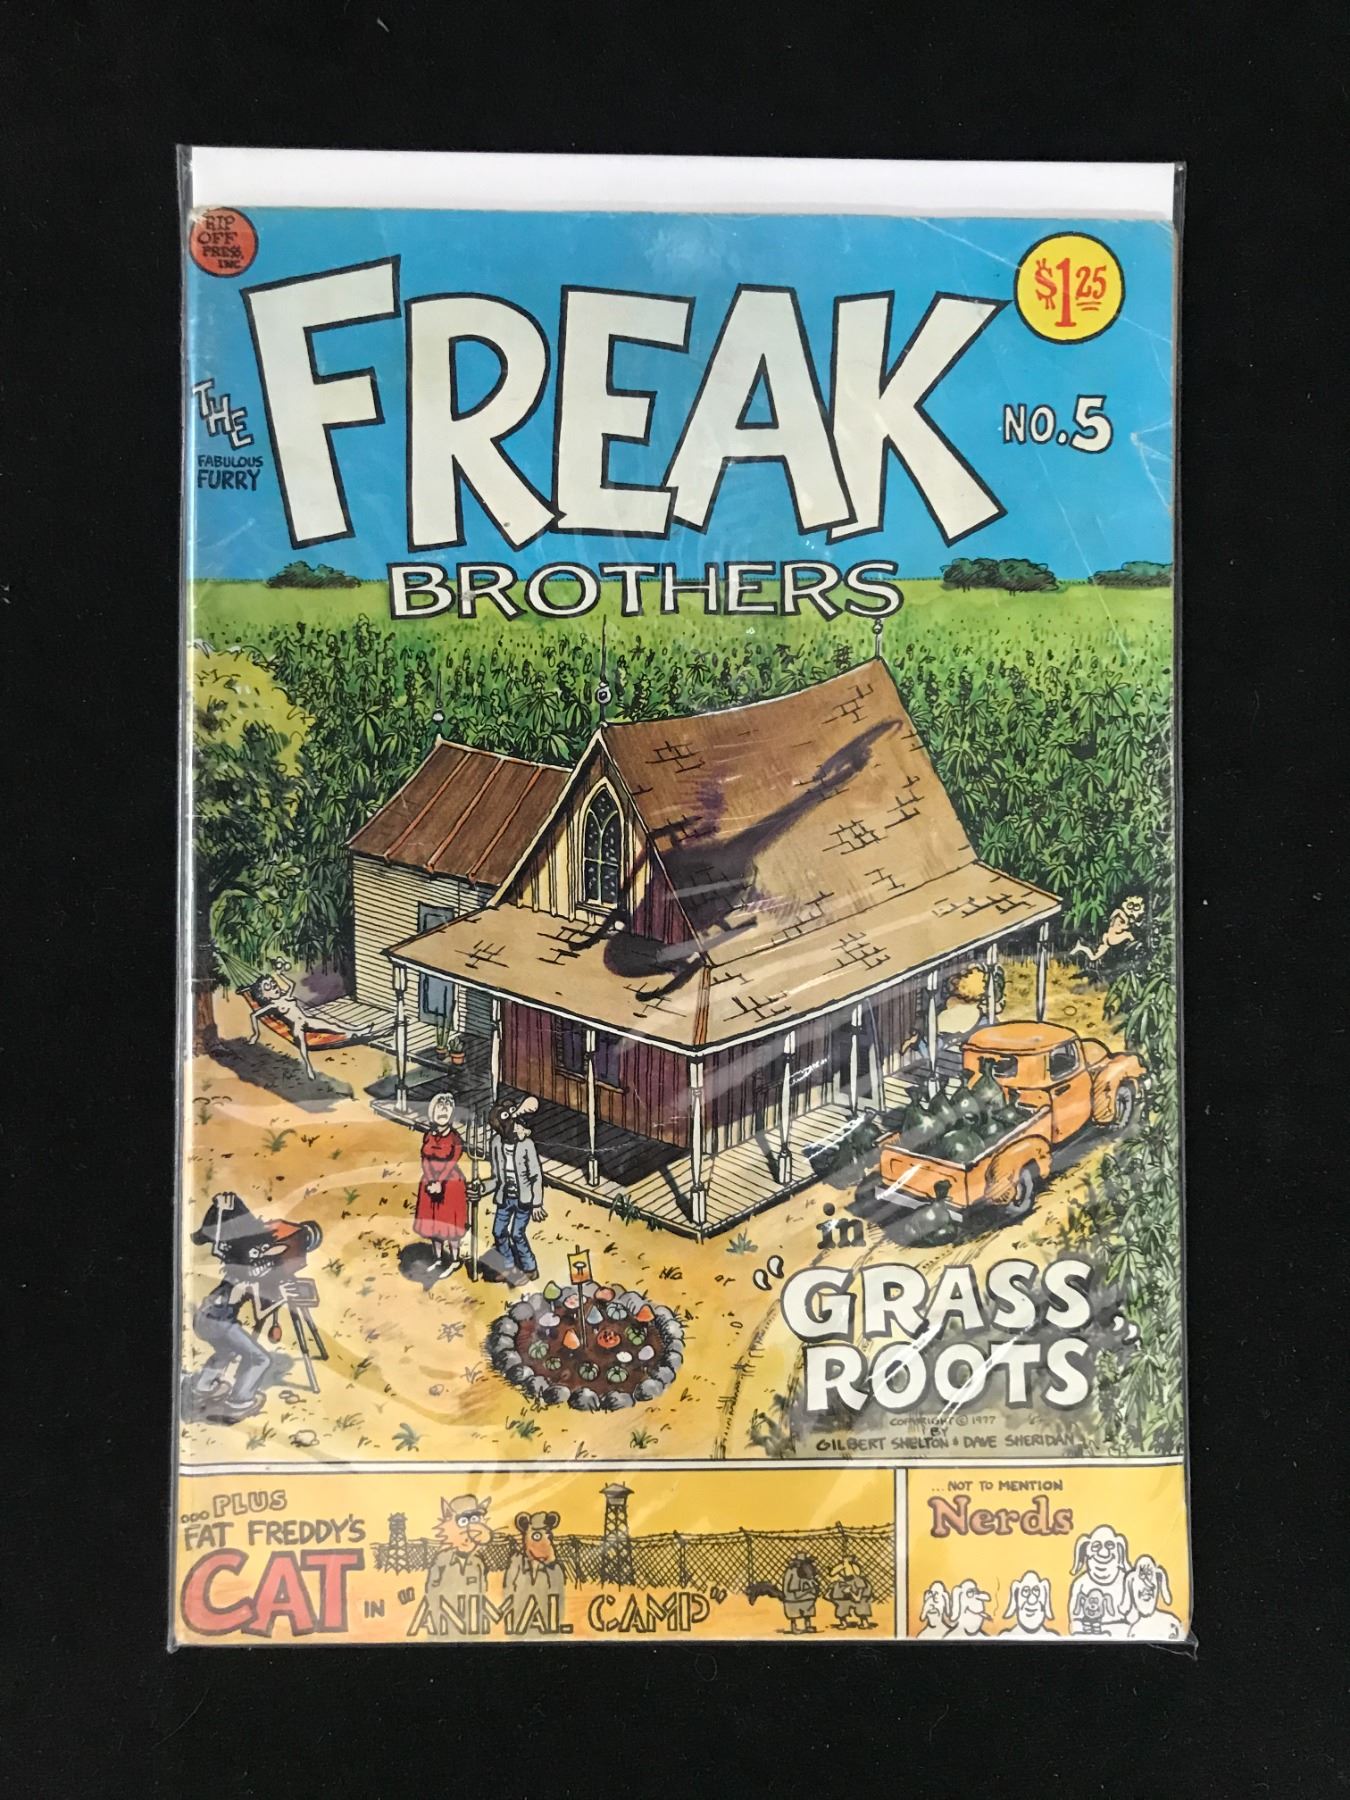 RIP
OFF
PRESS,
INC
$1.25
THE
FABULOUS
FURRY
FREAK
NO.5
BROTHERS
in
"GRASS
ROOTS"
COPYRIGHT © 1977
BY
GILBERT SHELTON & DAVE SHERIDAN
...PLUS
FAT FREDDY'S
CAT
IN "ANIMAL CAMP"
...NOT TO MENTION
Nerds